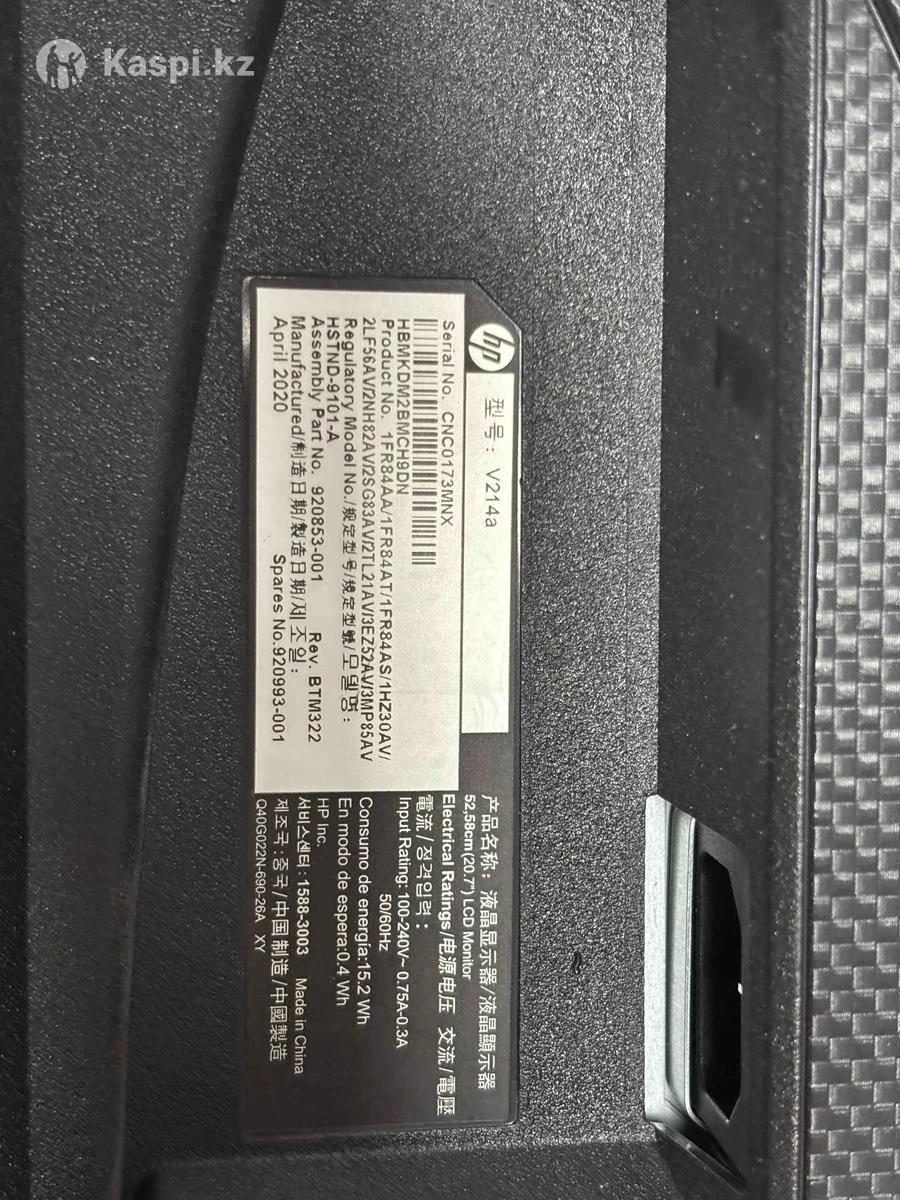 Kaspi.kz
hp
型号: V214a
Serial No. CNC0173MNX
HBMKDM2BMCH9DN
Product No. 1FR84AA/1FR84AT/1FR84AS/1HZ30AV/
2LF56AV/2NH82AV/2SG83AV/2TL21AV/3EZ52AV/3MP85AV
Regulatory Model No./规定型号/規定型號/모델명:
HSTND-9101-A
Assembly Part No. 920853-001 Rev. BTM322
Manufactured/制造日期/製造日期/제조일:
April 2020 Spares No.920993-001
产品名称: 液晶显示器/液晶顯示器
52,58cm(20.7") LCD Monitor
Electrical Ratings/电源电压 交流/電壓
電流/정격입력:
Input Rating: 100-240V~ 0.75A-0.3A
50/60Hz
Consumo de energía:15.2 Wh
En modo de espera:0.4 Wh
HP Inc.
서비스센터:1588-3003 Made in China
제조국:중국/中国制造/中國製造
Q40G022N-690-26A XY